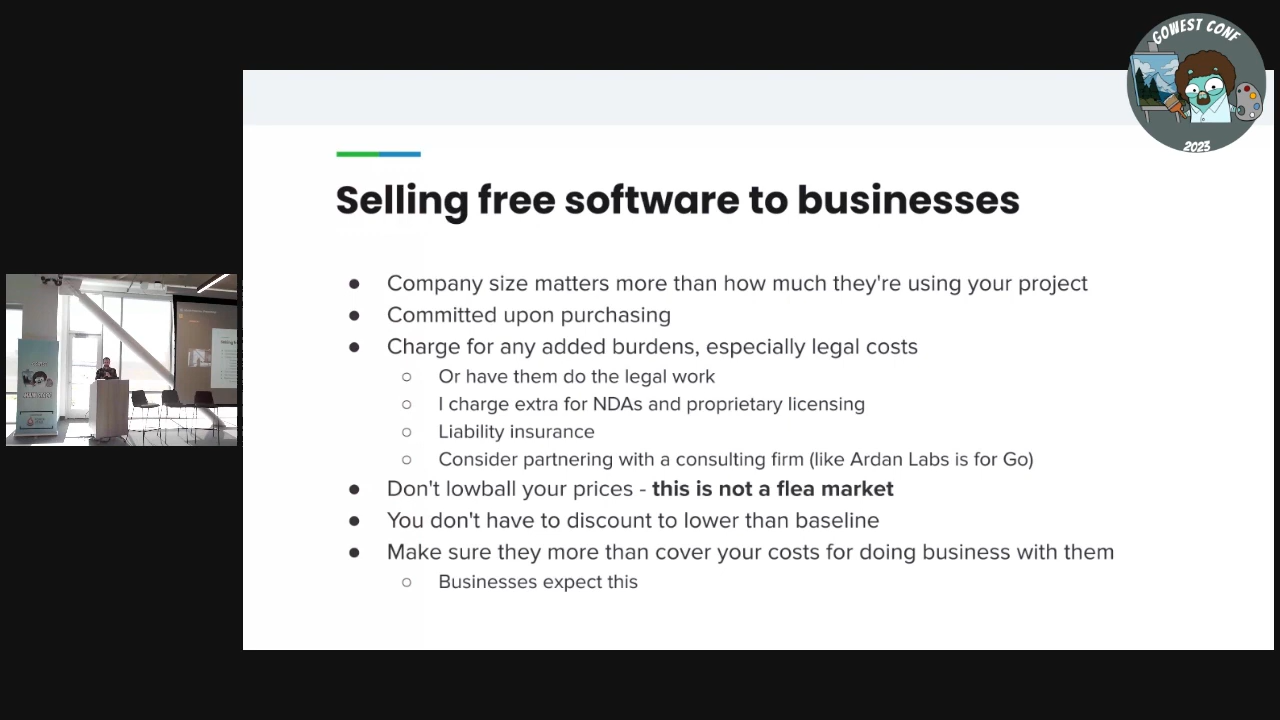 GOWEST CONF
2023
Selling free software to businesses
● Company size matters more than how much they're using your project
● Committed upon purchasing
● Charge for any added burdens, especially legal costs
○ Or have them do the legal work
○ I charge extra for NDAs and proprietary licensing
○ Liability insurance
○ Consider partnering with a consulting firm (like Ardan Labs is for Go)
● Don't lowball your prices - this is not a flea market
● You don't have to discount to lower than baseline
● Make sure they more than cover your costs for doing business with them
○ Businesses expect this